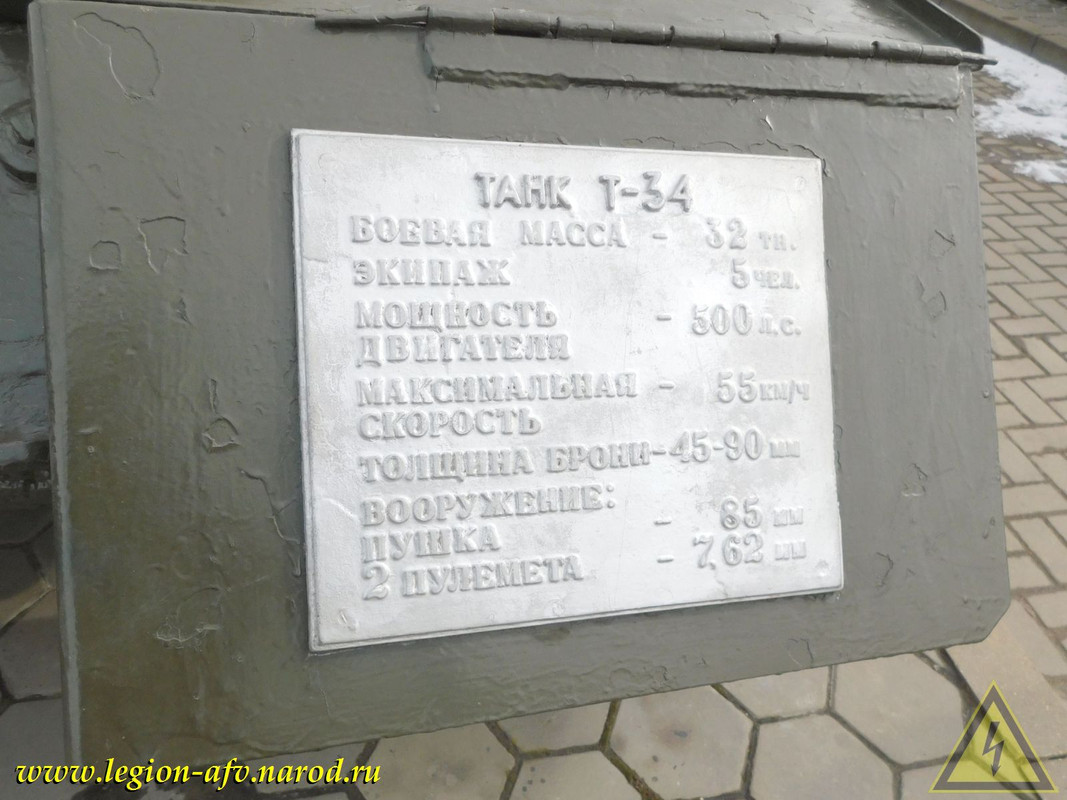 ТАНК Т-34
БОЕВАЯ МАССА - 32 тн.
ЭКИПАЖ 5 чел.
МОЩНОСТЬ - 500 л.с.
ДВИГАТЕЛЯ
МАКСИМАЛЬНАЯ - 55 км/ч
СКОРОСТЬ
ТОЛЩИНА БРОНИ - 45-90 мм
ВООРУЖЕНИЕ:
ПУШКА - 85 мм
2 ПУЛЕМЕТА - 7,62 мм
www.legion-afv.narod.ru